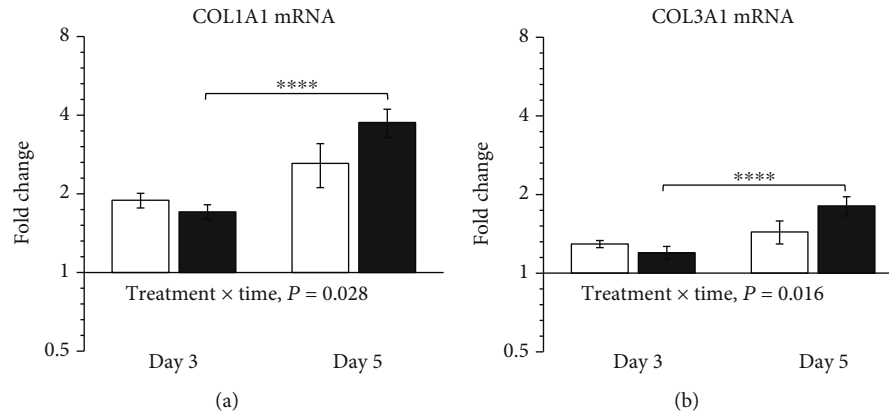 COL1A1 mRNA
8
4
2
1
0.5
Fold change
****
Treatment × time, P = 0.028
Day 3
Day 5
(a)
COL3A1 mRNA
8
4
2
1
0.5
Fold change
****
Treatment × time, P = 0.016
Day 3
Day 5
(b)